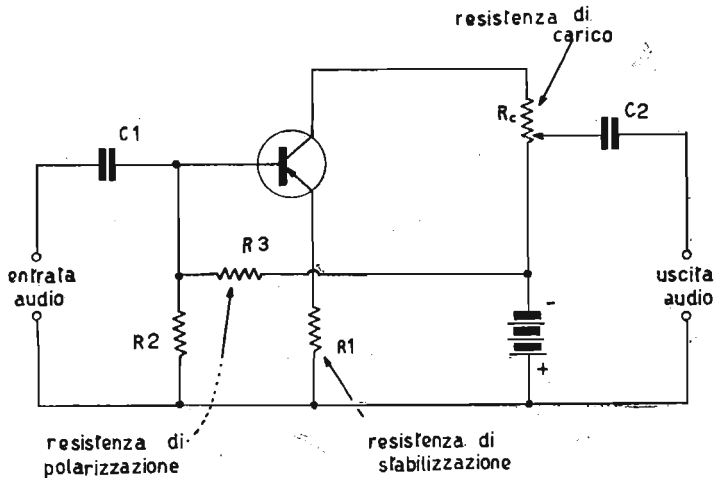 resistenza di
carico
Rc
C2
C1
R3
entrata
audio
uscita
audio
-
R2
R1
+
resistenza di
polarizzazione
resistenza di
stabilizzazione